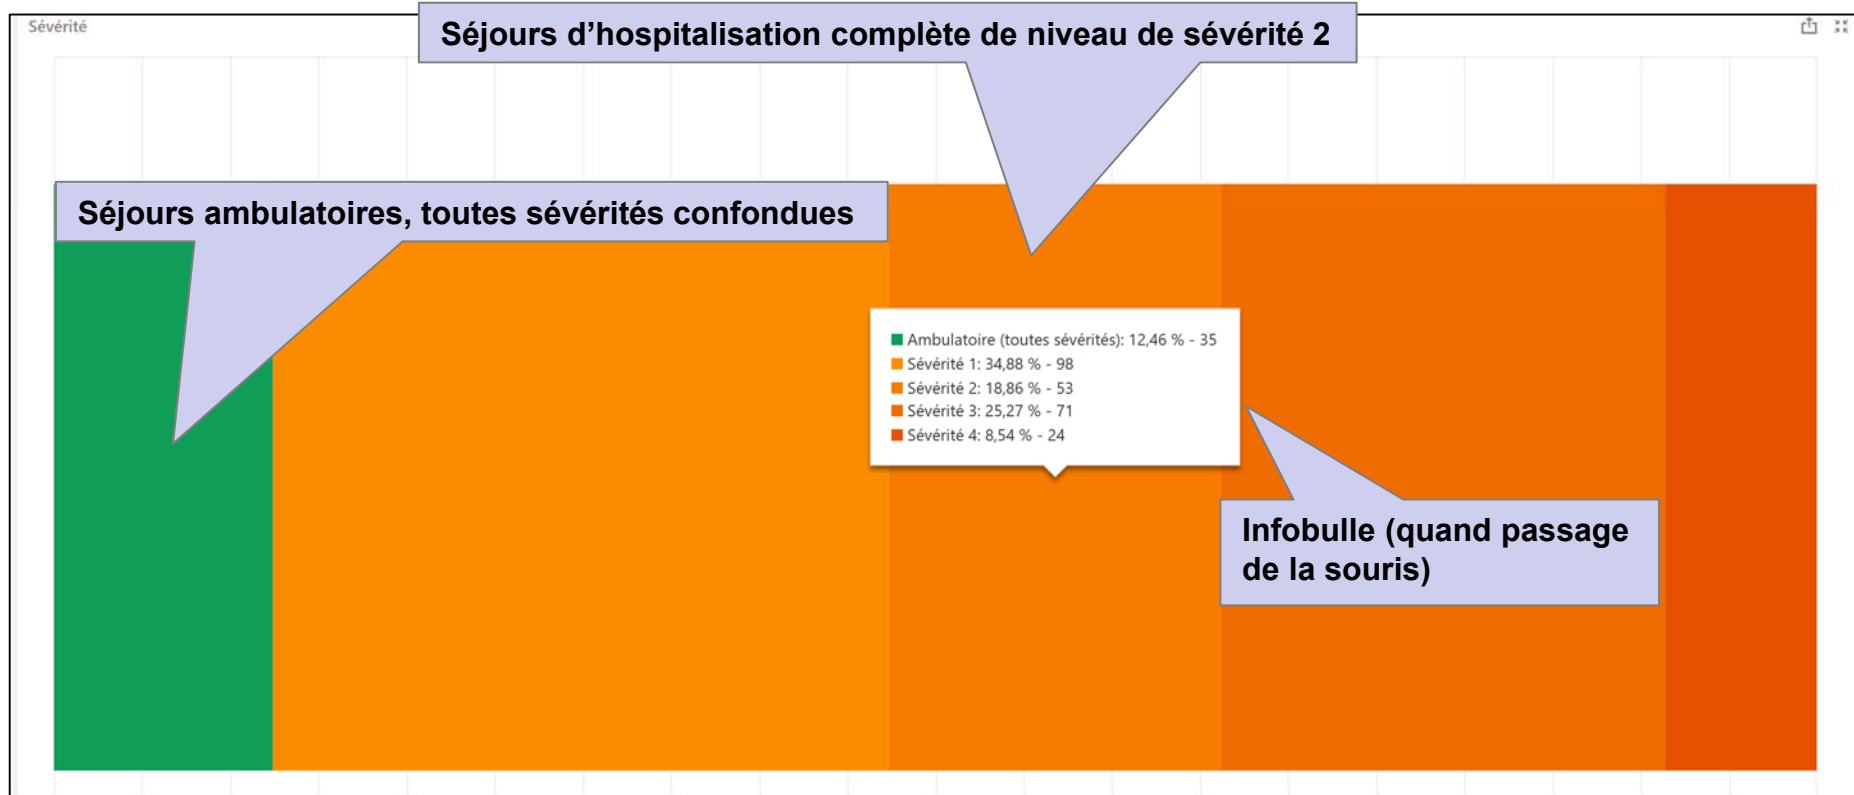 Sévérité
Séjours d’hospitalisation complète de niveau de sévérité 2
Séjours ambulatoires, toutes sévérités confondues
Ambulatoire (toutes sévérités): 12,46 % - 35
Sévérité 1: 34,88 % - 98
Sévérité 2: 18,86 % - 53
Sévérité 3: 25,27 % - 71
Sévérité 4: 8,54 % - 24
Infobulle (quand passage
de la souris)